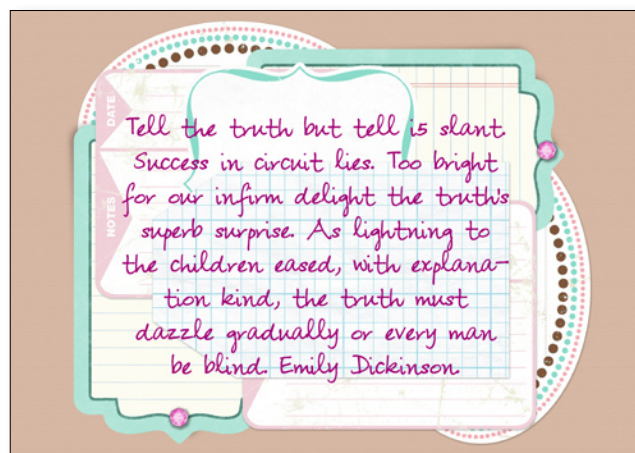 DATE
NOTES
Tell the truth but tell i5 slant.
Success in circuit lies. Too bright
for our infirm delight the truth's
superb surprise. As lightning to
the children eased, with explana-
tion kind, the truth must
dazzle gradually or every man
be blind. Emily Dickinson.